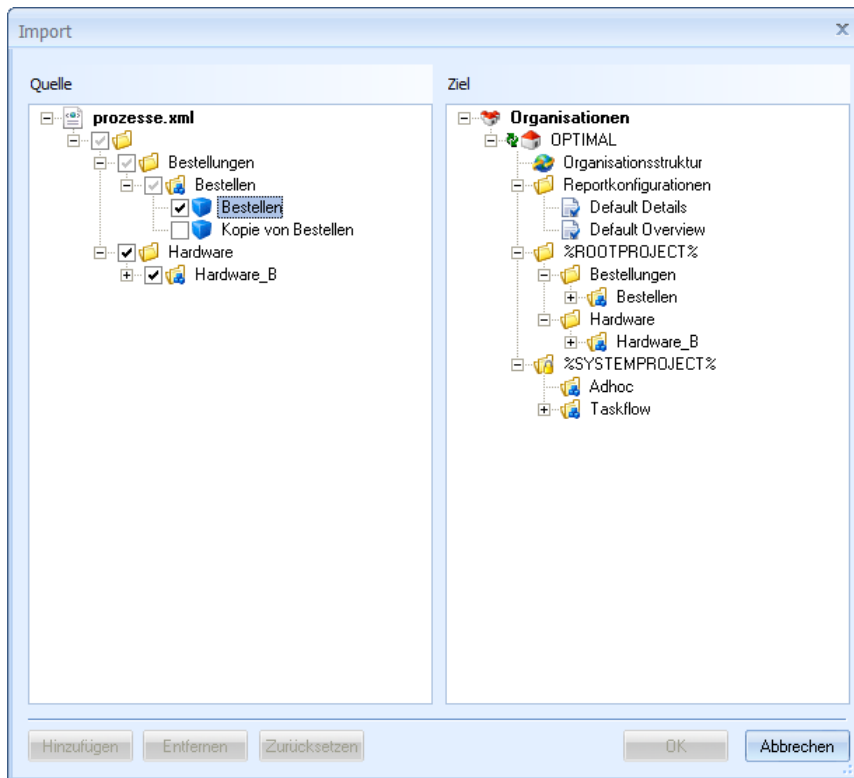 Import
Quelle
prozesse.xml
Bestellungen
Bestellen
Bestellen
Kopie von Bestellen
Hardware
Hardware_B
Ziel
Organisationen
OPTIMAL
Organisationsstruktur
Reportkonfigurationen
Default Details
Default Overview
%ROOTPROJECT%
Bestellungen
Bestellen
Hardware
Hardware_B
%SYSTEMPROJECT%
Adhoc
Taskflow
Hinzufügen Entfernen Zurücksetzen OK Abbrechen